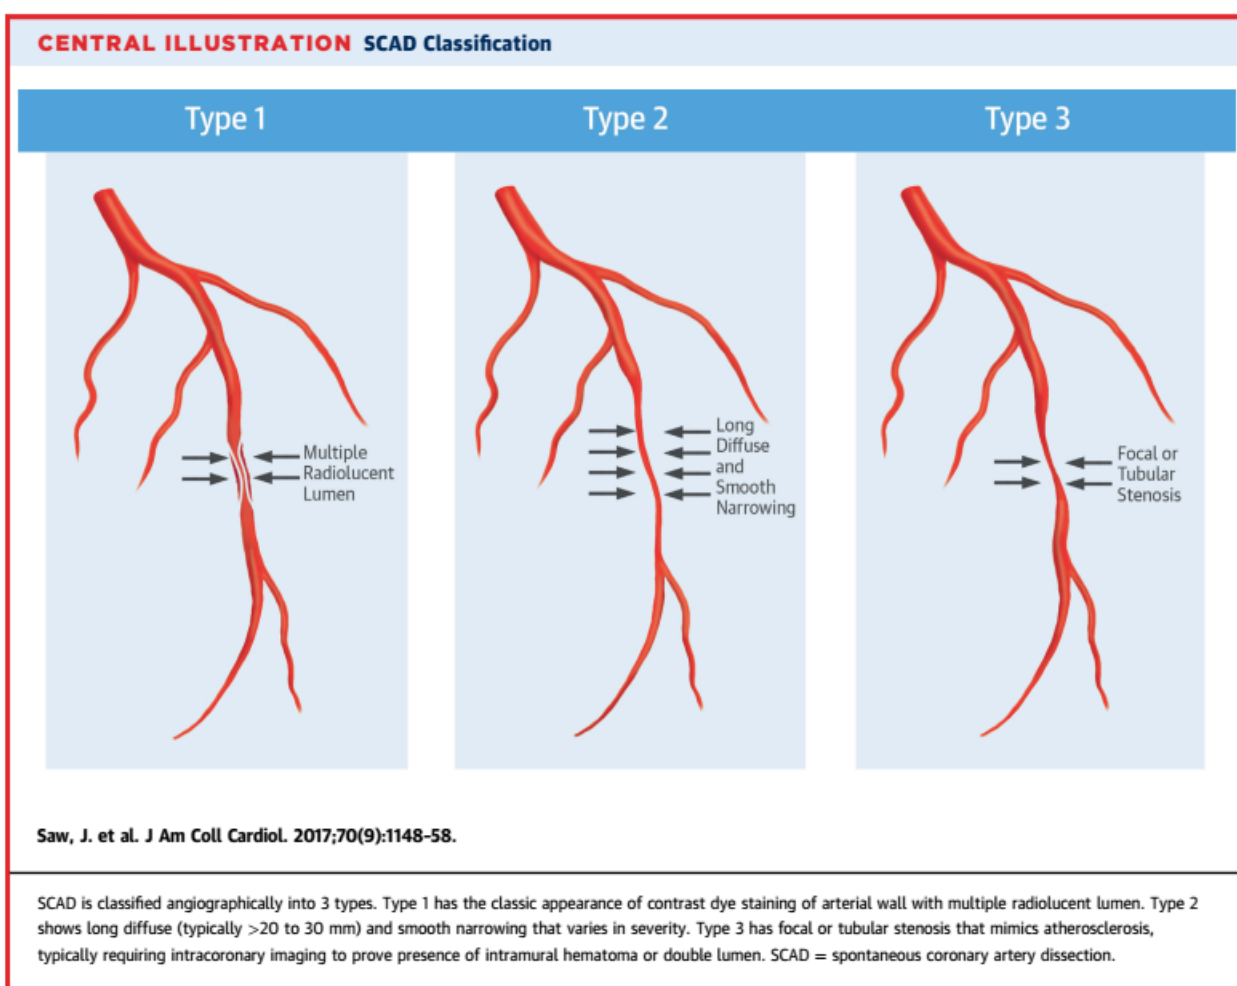 CENTRAL ILLUSTRATION SCAD Classification
Type 1
Type 2
Type 3
Multiple
Radiolucent
Lumen
Long
Diffuse
and
Smooth
Narrowing
Focal or
Tubular
Stenosis
Saw, J. et al. J Am Coll Cardiol. 2017;70(9):1148–58.
SCAD is classified angiographically into 3 types. Type 1 has the classic appearance of contrast dye staining of arterial wall with multiple radiolucent lumen. Type 2
shows long diffuse (typically >20 to 30 mm) and smooth narrowing that varies in severity. Type 3 has focal or tubular stenosis that mimics atherosclerosis,
typically requiring intracoronary imaging to prove presence of intramural hematoma or double lumen. SCAD = spontaneous coronary artery dissection.